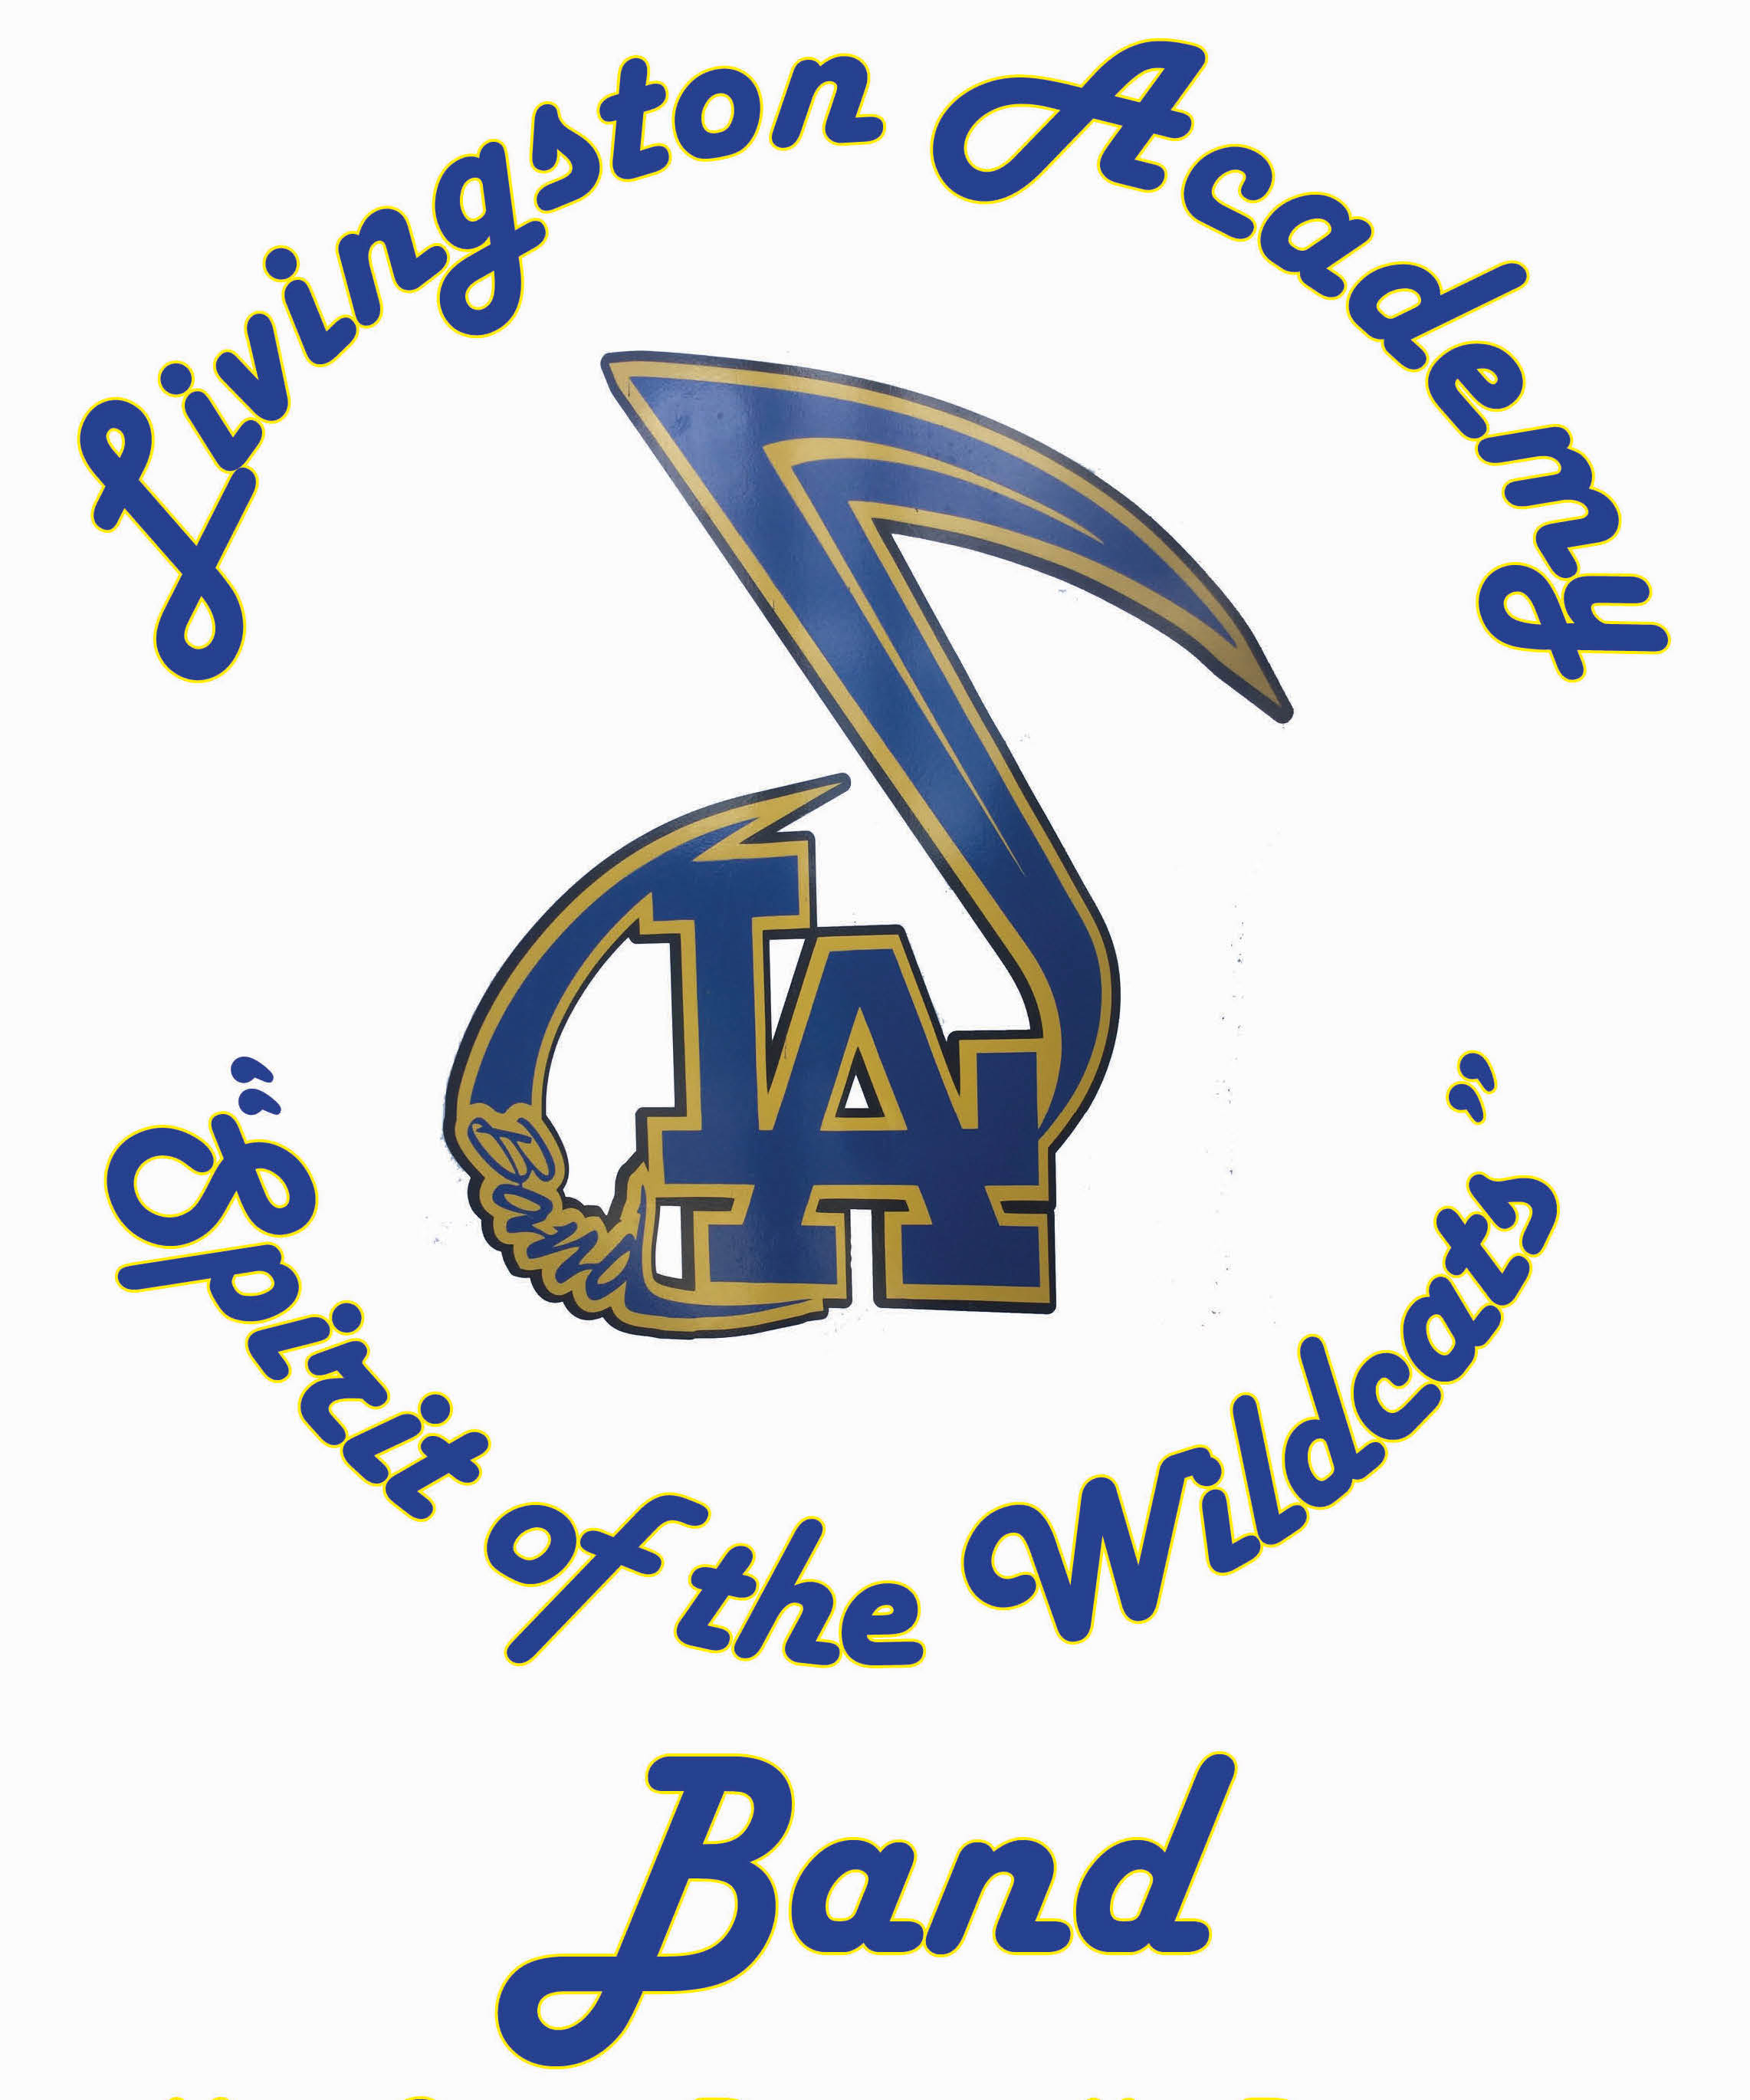 Livingston Academy
LA
Band
”Spirit of the Wildcats”
Band